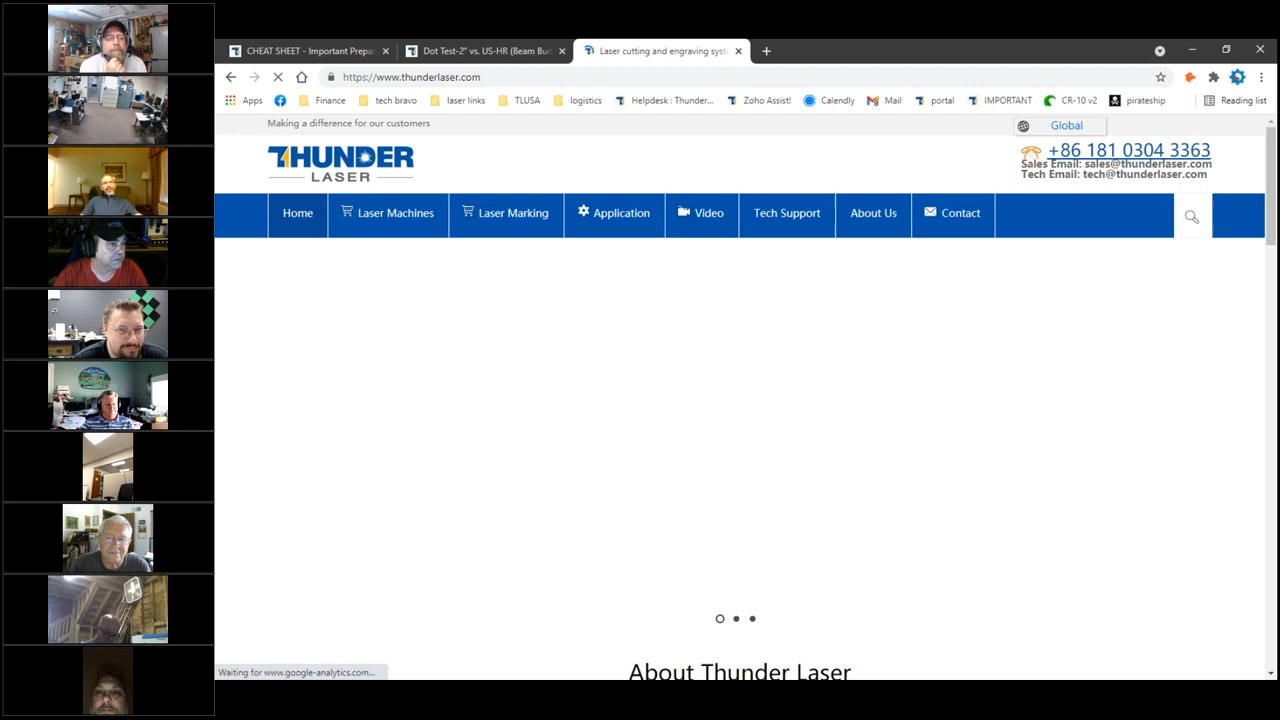 CHEAT SHEET - Important Prepar
Dot Test-2" vs. US-HR (Beam Bud
Laser cutting and engraving syst
https://www.thunderlaser.com
Apps
Finance
tech bravo
laser links
TLUSA
logistics
Helpdesk : Thunder...
Zoho Assist!
Calendly
Mail
portal
IMPORTANT
CR-10 v2
pirateship
Reading list
Making a difference for our customers
Global
THUNDER
LASER
+86 181 0304 3363
Sales Email: sales@thunderlaser.com
Tech Email: tech@thunderlaser.com
Home
Laser Machines
Laser Marking
Application
Video
Tech Support
About Us
Contact
Waiting for www.google-analytics.com...
About Thunder Laser